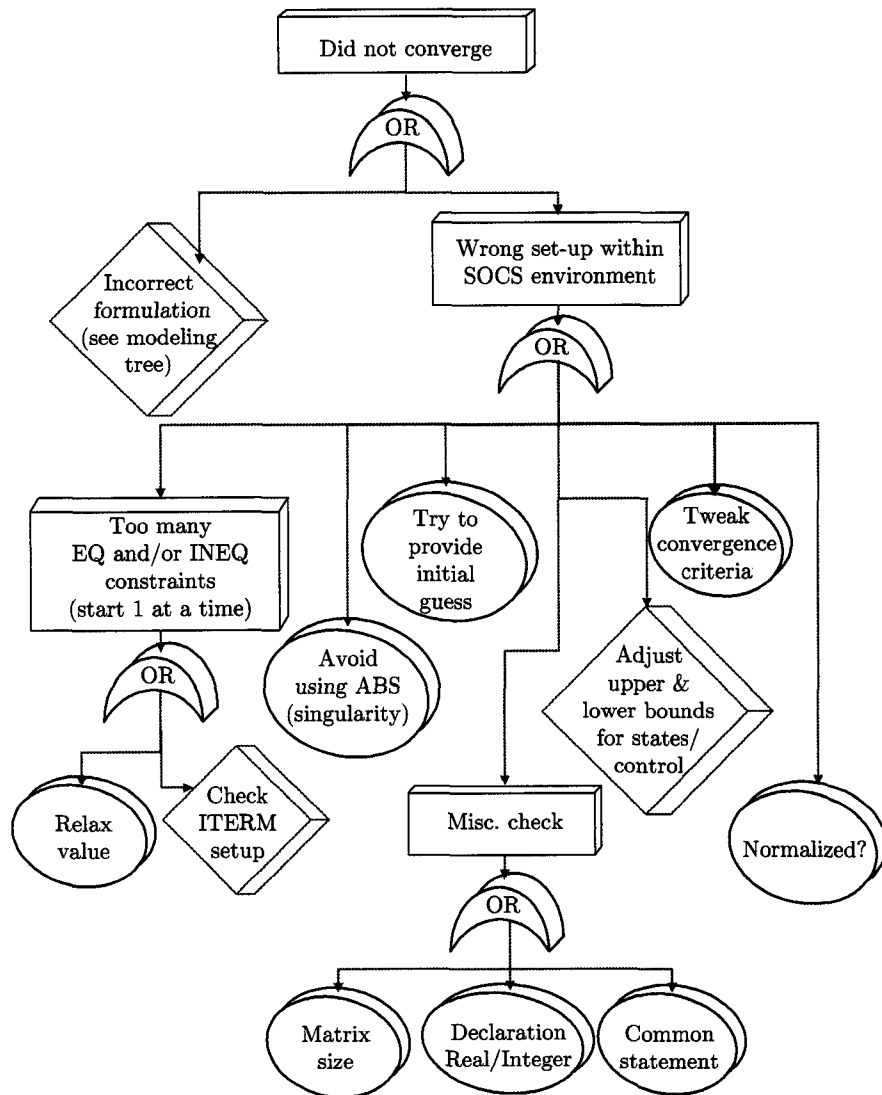 Did not converge
OR
Incorrect
formulation
(see modeling
tree)
Wrong set-up within
SOCS environment
OR
Too many
EQ and/or INEQ
constraints
(start 1 at a time)
OR
Relax
value
Check
ITERM
setup
Avoid
using ABS
(singularity)
Try to
provide
initial
guess
Misc. check
OR
Matrix
size
Declaration
Real/Integer
Common
statement
Adjust
upper &
lower bounds
for states/
control
Tweak
convergence
criteria
Normalized?